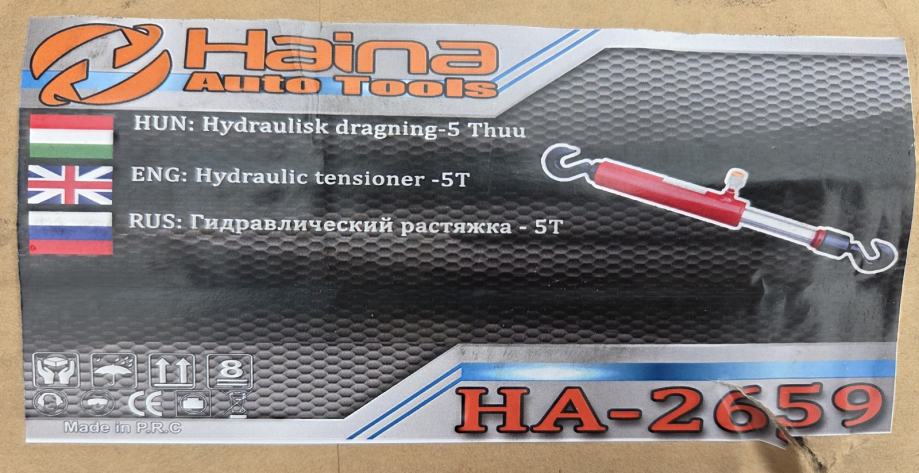 Haina
Auto Tools
HUN: Hydraulisk dragning-5 Thuu
ENG: Hydraulic tensioner -5T
RUS: Гидравлический растяжка - 5T
8
CE
Made in P.R.C
HA-2659